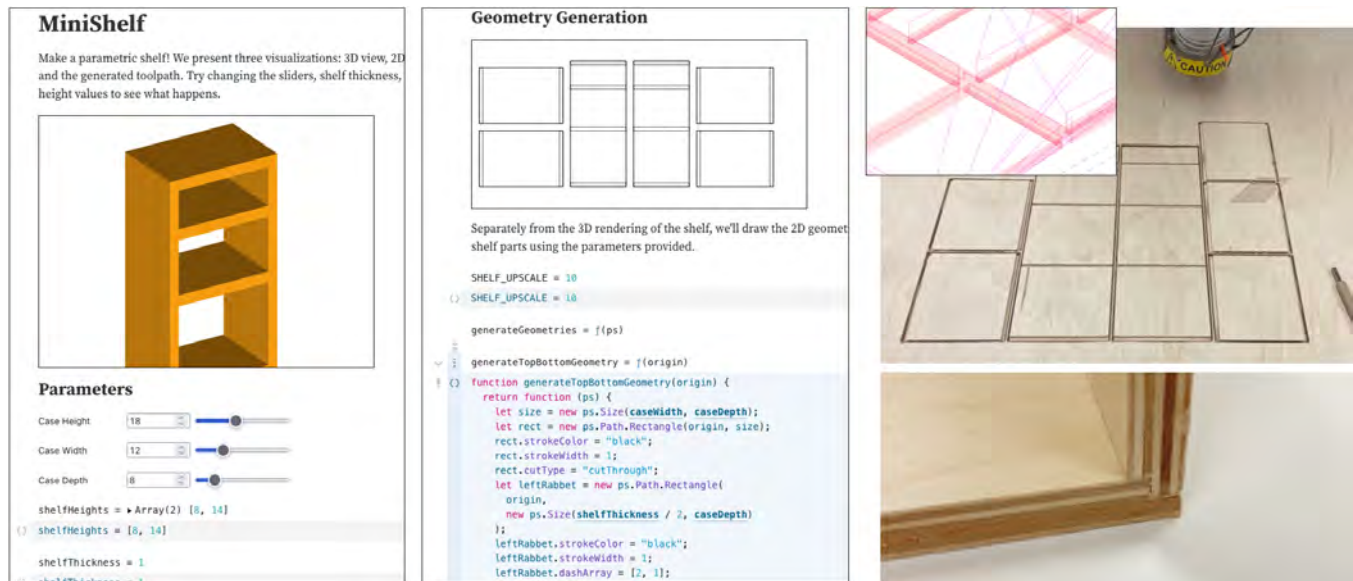 MiniShelf
Make a parametric shelf! We present three visualizations: 3D view, 2D
and the generated toolpath. Try changing the sliders, shelf thickness,
height values to see what happens.
Parameters
Case Height 18
Case Width 12
Case Depth 8
shelfHeights = ▸ Array(2) [8, 14]
shelfHeights = [8, 14]
shelfThickness = 1
shelfThickness = 1
Geometry Generation
Separately from the 3D rendering of the shelf, we'll draw the 2D geomet
shelf parts using the parameters provided.
SHELF_UPSCALE = 10
SHELF_UPSCALE = 10
generateGeometries = ƒ(ps)
generateTopBottomGeometry = ƒ(origin)
function generateTopBottomGeometry(origin) {
return function (ps) {
let size = new ps.Size(caseWidth, caseDepth);
let rect = new ps.Path.Rectangle(origin, size);
rect.strokeColor = "black";
rect.strokeWidth = 1;
rect.cutType = "cutThrough";
let leftRabbet = new ps.Path.Rectangle(
origin,
new ps.Size(shelfThickness / 2, caseDepth)
);
leftRabbet.strokeColor = "black";
leftRabbet.strokeWidth = 1;
leftRabbet.dashArray = [2, 1];
CAUTION